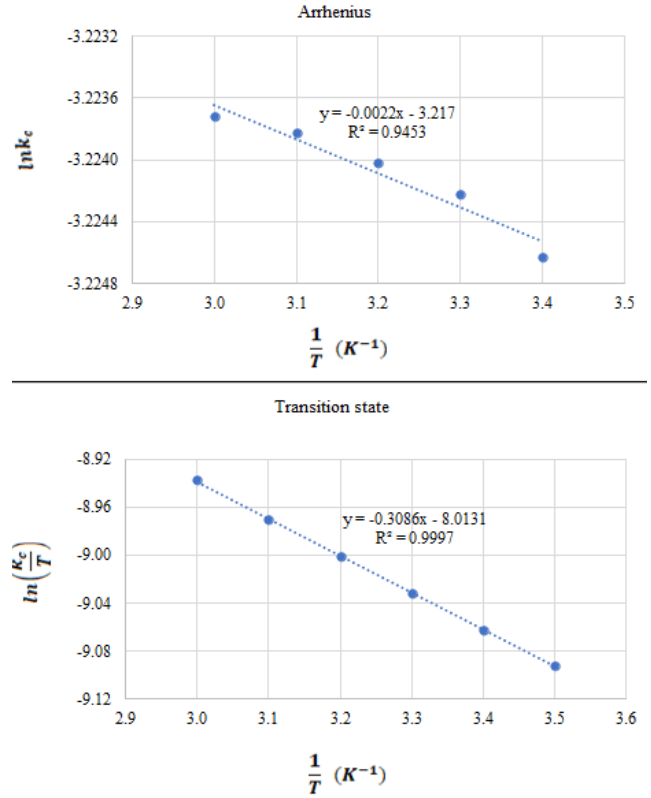 Arrhenius
-3.2232
-3.2236
-3.2240
-3.2244
-3.2248
lnk_c
y = -0.0022x - 3.217
R² = 0.9453
2.9 3.0 3.1 3.2 3.3 3.4 3.5
1/T (K⁻¹)
Transition state
-8.92
-8.96
-9.00
-9.04
-9.08
-9.12
ln(K_c/T)
y = -0.3086x - 8.0131
R² = 0.9997
2.9 3.0 3.1 3.2 3.3 3.4 3.5 3.6
1/T (K⁻¹)